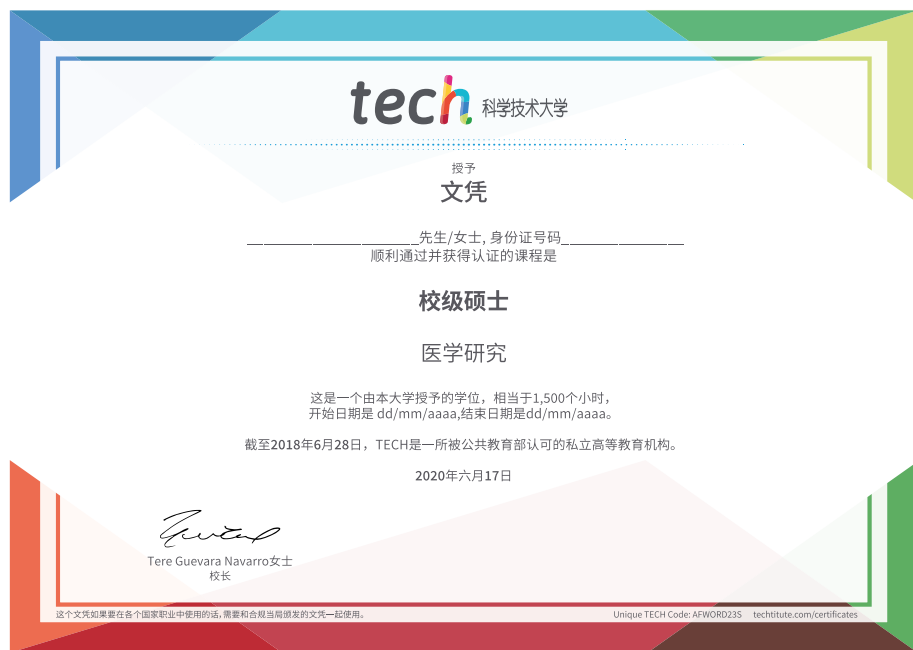 tech 科学技术大学
授予
文凭
____________________先生/女士, 身份证号码______________
顺利通过并获得认证的课程是
校级硕士
医学研究
这是一个由本大学授予的学位，相当于1,500个小时，
开始日期是 dd/mm/aaaa,结束日期是dd/mm/aaaa。
截至2018年6月28日，TECH是一所被公共教育部认可的私立高等教育机构。
2020年六月17日
Tere Guevara Navarro女士
校长
这个文凭如果要在各个国家职业中使用的话,需要和合规当局颁发的文凭一起使用。
Unique TECH Code: AFWORD23S techtitute.com/certificates